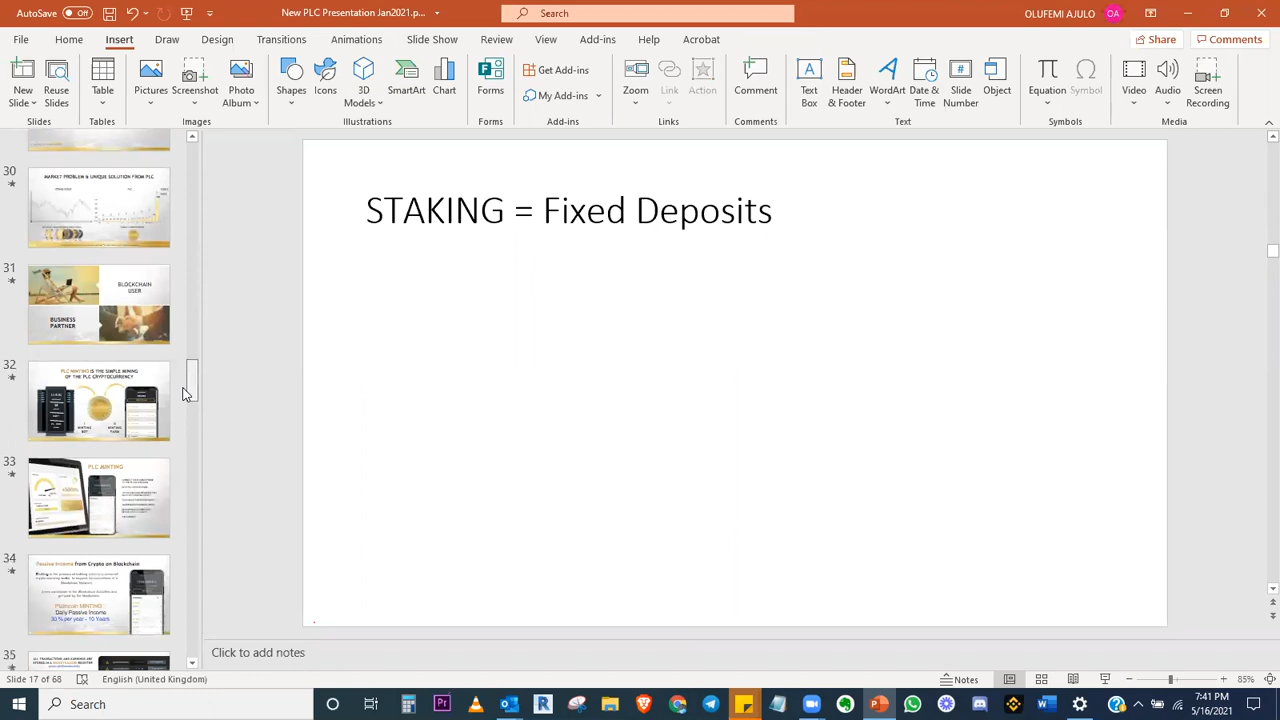 AutoSave Off
New Presentation Jan2021.p...
Search
OLUFEMI AJULO OA
File Home Insert Draw Design Transitions Animations Slide Show Review View Add-ins Help Acrobat Share Comments
New Slide
Reuse Slides
Table
Pictures
Screenshot
Photo Album
Shapes
Icons
3D Models
SmartArt
Chart
Forms
Get Add-ins
My Add-ins
Zoom
Link
Action
Comment
Text Box
Header & Footer
WordArt
Date & Time
Slide Number
Object
Equation
Symbol
Video
Audio
Screen Recording
Slides Tables Images Illustrations Forms Add-ins Links Comments Text Symbols Media
30
MARKET PROBLEM & UNIQUE SOLUTION FROM PLC
31
BLOCKCHAIN
USER
BUSINESS
PARTNER
32
PLC MINTING IS THE SIMPLE MINING
OF THE PLC CRYPTOCURRENCY
33
PLC MINTING
34
Passive Income from Crypto on Blockchain
Platincoin MINTING
Daily Passive Income
30 % per year - 10 Years
35
STAKING = Fixed Deposits
Click to add notes
Slide 17 of 68
English (United Kingdom)
Notes
85%
Search
7:41 PM
5/16/2021